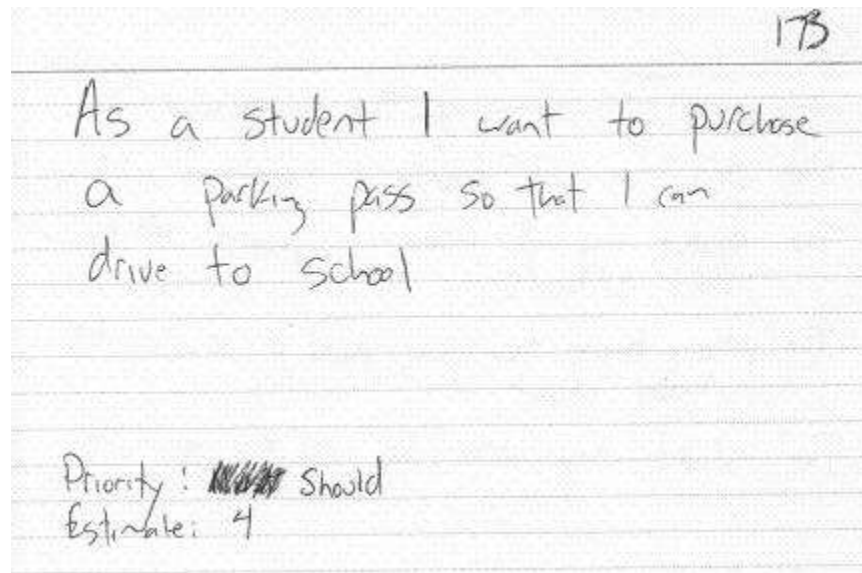 173
As a student I want to purchase
a parking pass so that I can
drive to school
Priority: Should
Estimate: 4